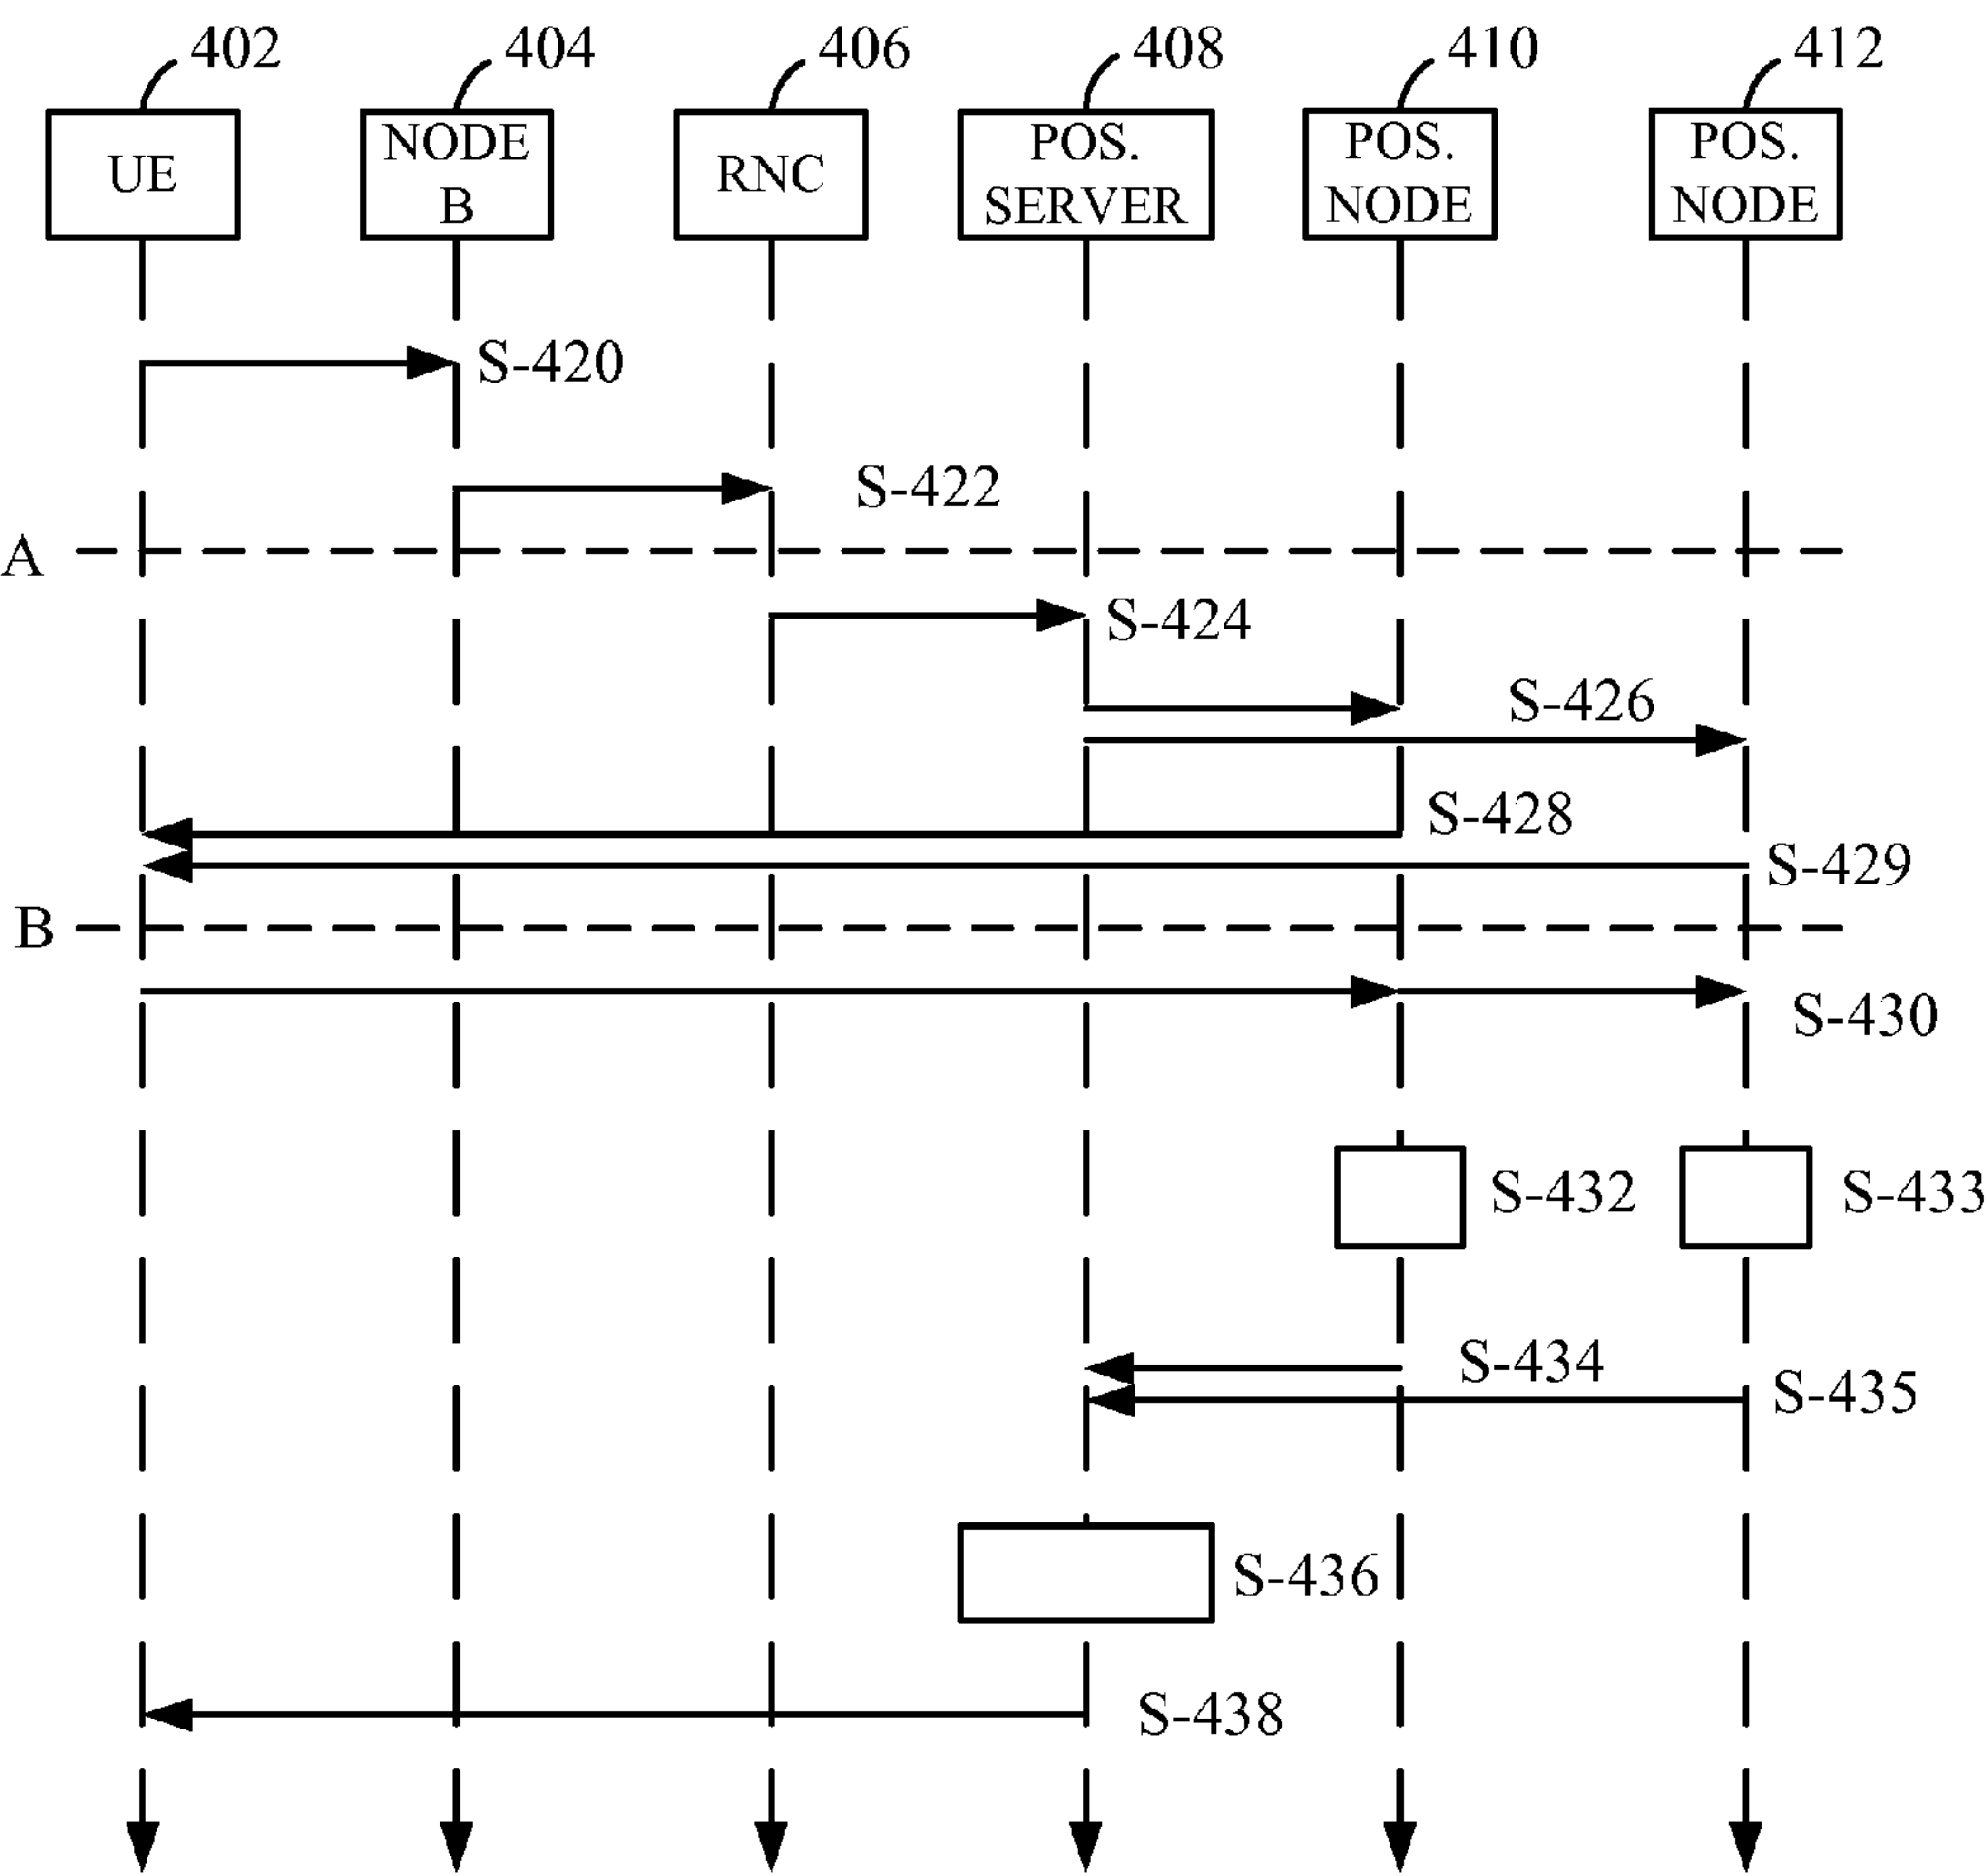 402 404 406 408 410 412
UE
NODE B
RNC
POS. SERVER
POS. NODE
POS. NODE
S-420
S-422
A
S-424
S-426
S-428
S-429
B
S-430
S-432 S-433
S-434
S-435
S-436
S-438